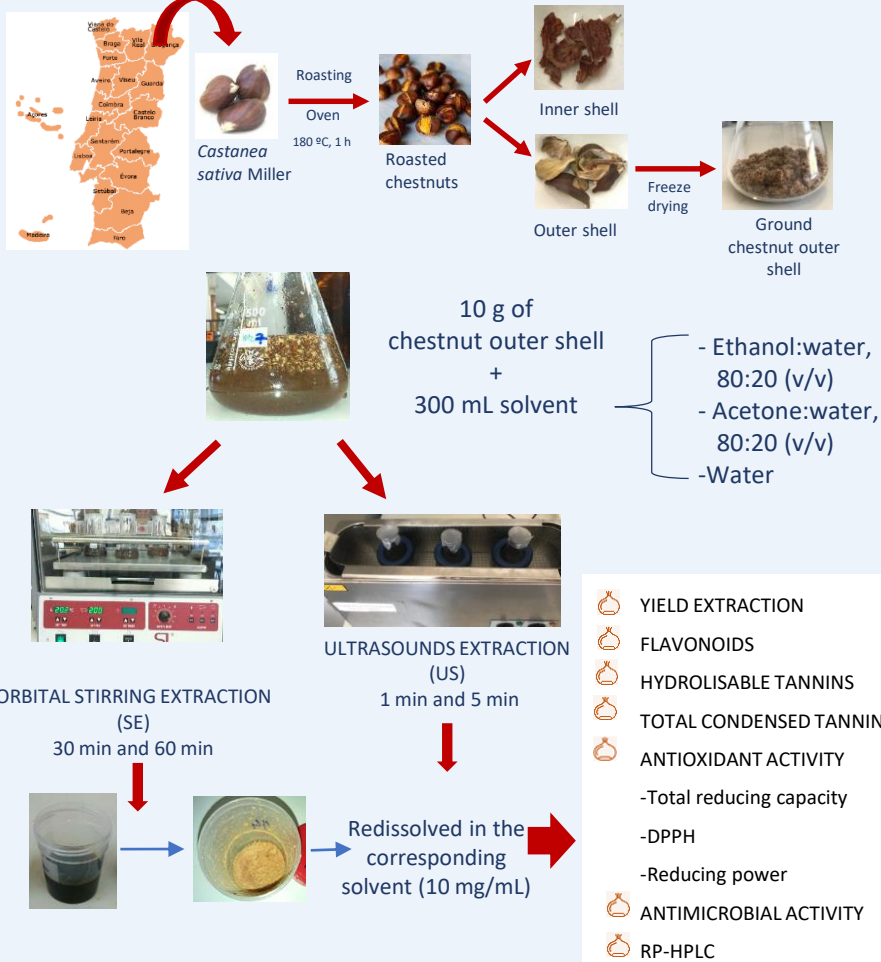 Viana do
Castelo
Braga
Vila
Real
Bragança
Porto
Aveiro
Viseu
Guarda
Coimbra
Castelo
Branco
Leiria
Santarém
Lisboa
Portalegre
Évora
Setúbal
Beja
Faro
Açores
Madeira
Castanea
sativa Miller
Roasting
Oven
180 ºC, 1 h
Roasted
chestnuts
Inner shell
Outer shell
Freeze
drying
Ground
chestnut outer
shell
500
7
10 g of
chestnut outer shell
+
300 mL solvent
- Ethanol:water,
80:20 (v/v)
- Acetone:water,
80:20 (v/v)
-Water
ORBITAL STIRRING EXTRACTION
(SE)
30 min and 60 min
ULTRASOUNDS EXTRACTION
(US)
1 min and 5 min
Redissolved in the
corresponding
solvent (10 mg/mL)
YIELD EXTRACTION
FLAVONOIDS
HYDROLISABLE TANNINS
TOTAL CONDENSED TANNIN
ANTIOXIDANT ACTIVITY
-Total reducing capacity
-DPPH
-Reducing power
ANTIMICROBIAL ACTIVITY
RP-HPLC